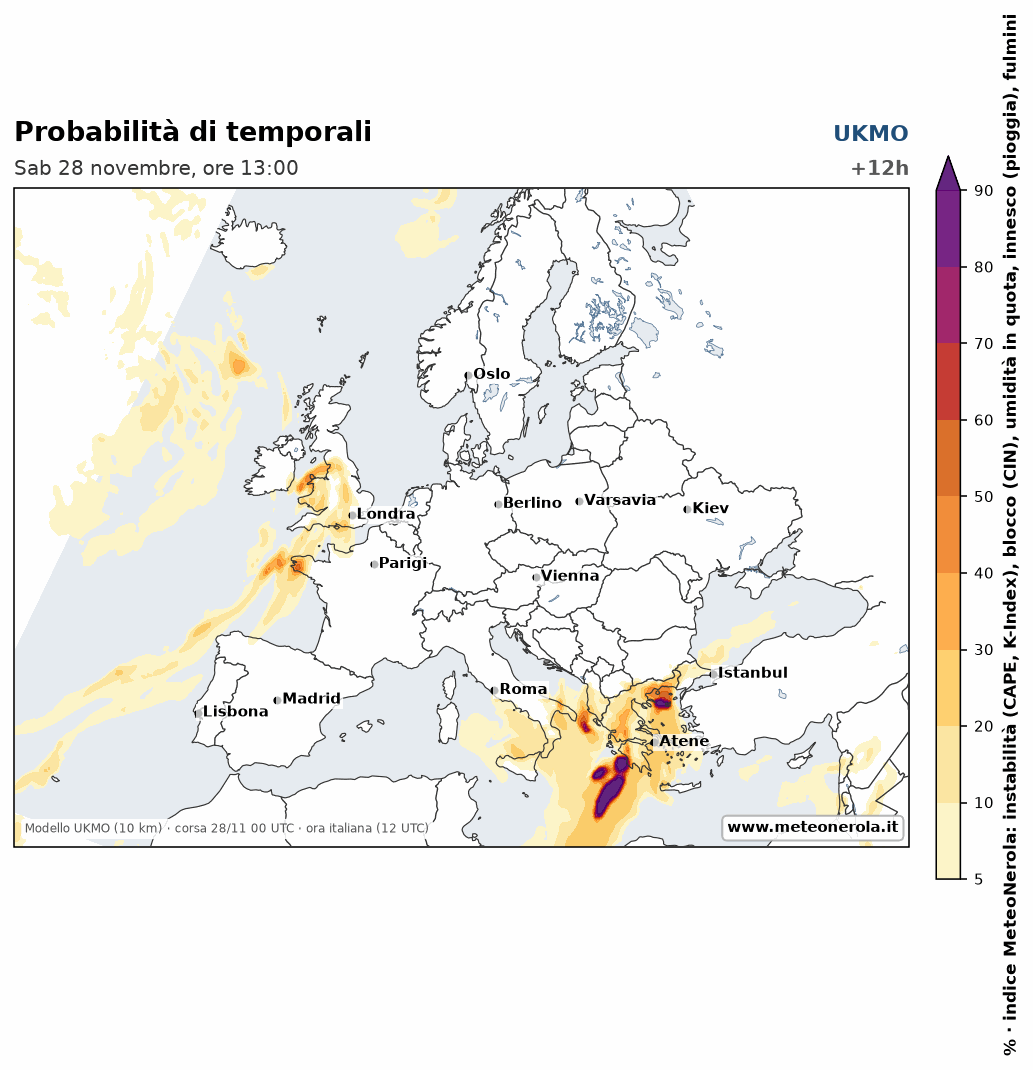 Probabilità di temporali
UKMO
Sab 28 novembre, ore 13:00
+12h
90
80
70
60
50
40
30
20
10
5
% · indice MeteoNerola: instabilità (CAPE, K-Index), blocco (CIN), umidità in quota, innesco (pioggia), fulmini
Oslo
Berlino
Varsavia
Kiev
Londra
Parigi
Vienna
Istanbul
Roma
Madrid
Lisbona
Atene
Modello UKMO (10 km) · corsa 28/11 00 UTC · ora italiana (12 UTC)
www.meteonerola.it